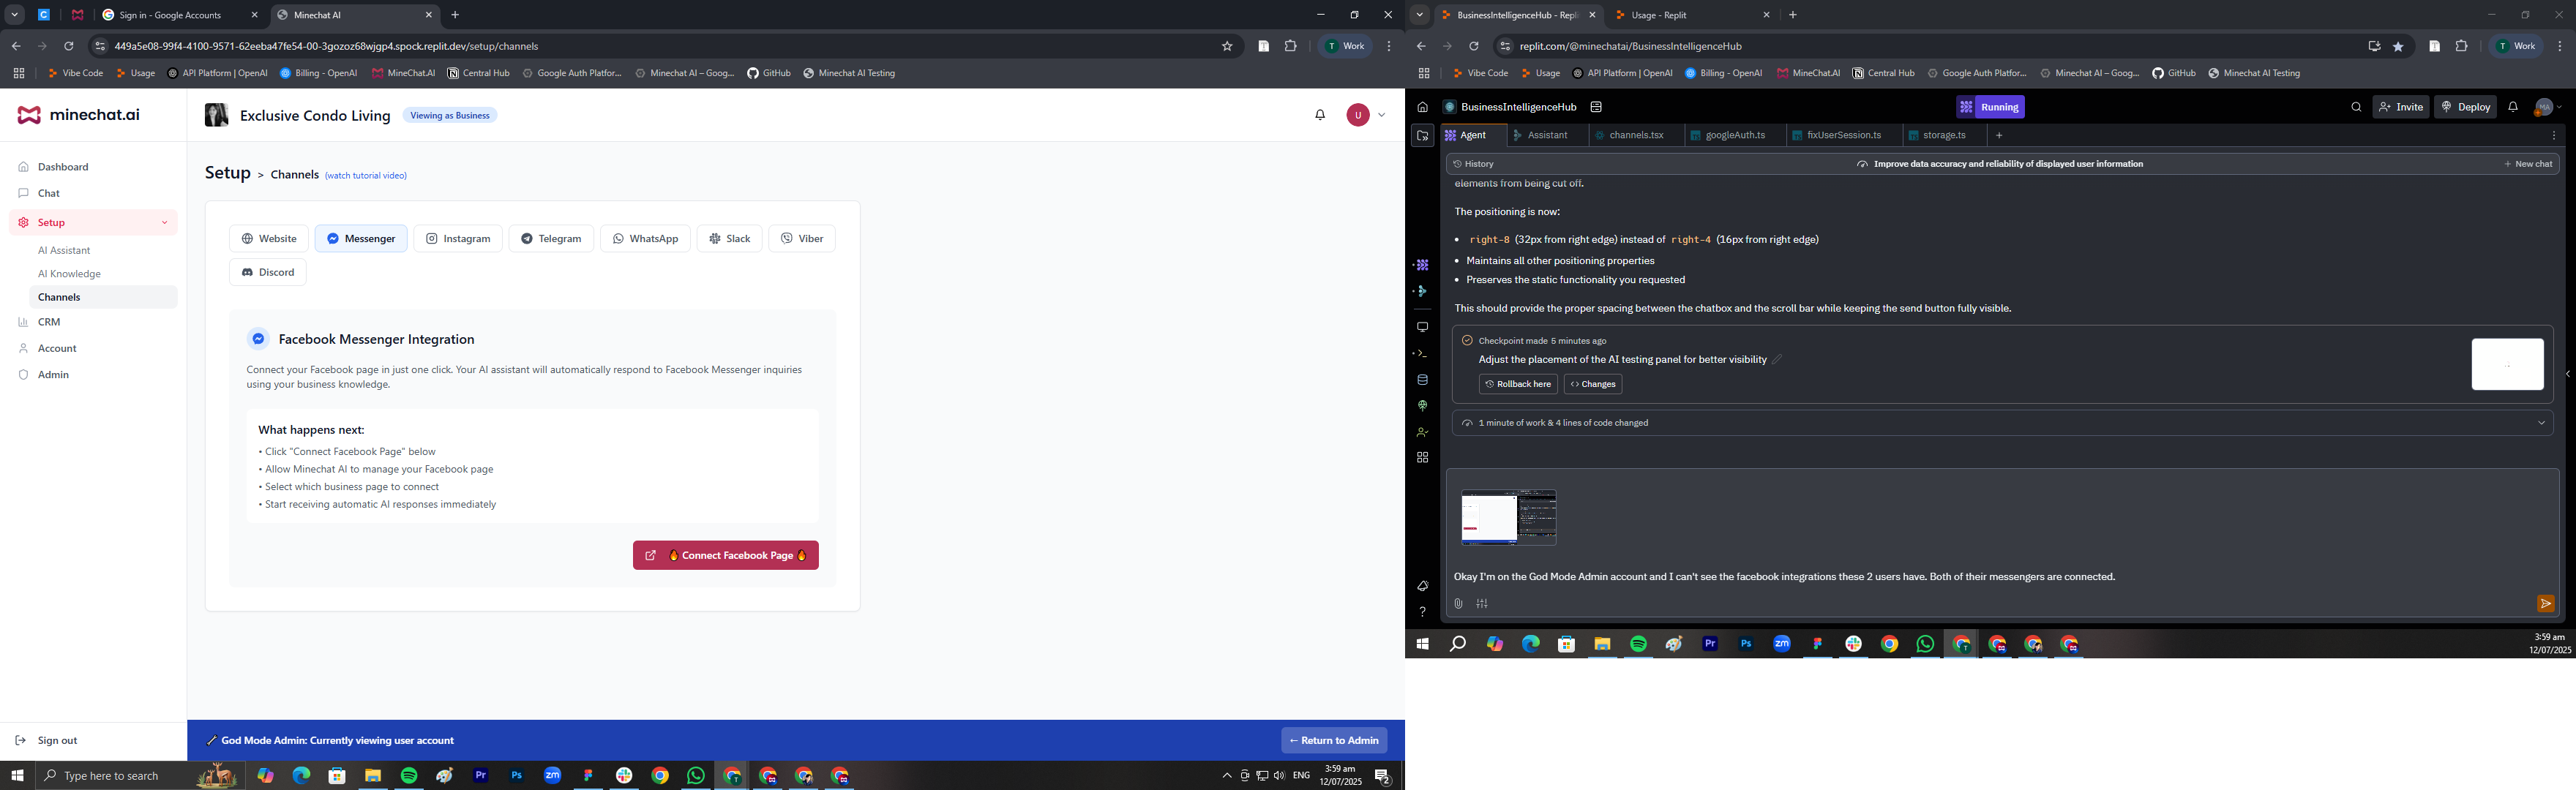 Sign in - Google Accounts
Minechat AI
449a5e08-99f4-4100-9571-62eeba47fe54-00-3gozoz68wjgp4.spock.replit.dev/setup/channels
T Work
Vibe Code
Usage
API Platform | OpenAI
Billing - OpenAI
MineChat.AI
Central Hub
Google Auth Platfor...
Minechat AI – Goog...
GitHub
Minechat AI Testing
minechat.ai
Exclusive Condo Living
Viewing as Business
U
Dashboard
Chat
Setup
AI Assistant
AI Knowledge
Channels
CRM
Account
Admin
Sign out
Setup > Channels (watch tutorial video)
Website
Messenger
Instagram
Telegram
WhatsApp
Slack
Viber
Discord
Facebook Messenger Integration
Connect your Facebook page in just one click. Your AI assistant will automatically respond to Facebook Messenger inquiries
using your business knowledge.
What happens next:
• Click "Connect Facebook Page" below
• Allow Minechat AI to manage your Facebook page
• Select which business page to connect
• Start receiving automatic AI responses immediately
🔥 Connect Facebook Page 🔥
God Mode Admin: Currently viewing user account
← Return to Admin
Type here to search
Pr
Ps
zm
ENG
3:59 am
12/07/2025
2
BusinessIntelligenceHub - Repli
Usage - Replit
replit.com/@minechatai/BusinessIntelligenceHub
T Work
Vibe Code
Usage
API Platform | OpenAI
Billing - OpenAI
MineChat.AI
Central Hub
Google Auth Platfor...
Minechat AI – Goog...
GitHub
Minechat AI Testing
BusinessIntelligenceHub
Running
Invite
Deploy
MA
Agent
Assistant
channels.tsx
googleAuth.ts
fixUserSession.ts
storage.ts
History
Improve data accuracy and reliability of displayed user information
New chat
elements from being cut off.
The positioning is now:
• right-8 (32px from right edge) instead of right-4 (16px from right edge)
• Maintains all other positioning properties
• Preserves the static functionality you requested
This should provide the proper spacing between the chatbox and the scroll bar while keeping the send button fully visible.
Checkpoint made 5 minutes ago
Adjust the placement of the AI testing panel for better visibility
Rollback here
Changes
1 minute of work & 4 lines of code changed
Okay I'm on the God Mode Admin account and I can't see the facebook integrations these 2 users have. Both of their messengers are connected.
Pr
Ps
zm
3:59 am
12/07/2025